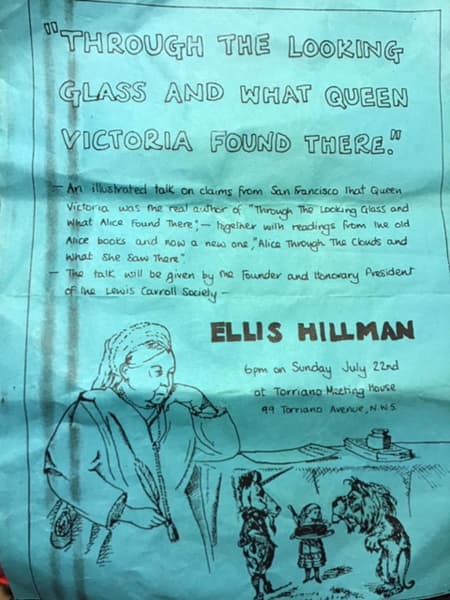 "THROUGH THE LOOKING
GLASS AND WHAT QUEEN
VICTORIA FOUND THERE."
– An illustrated talk on claims from San Francisco that Queen
Victoria was the real author of "Through The Looking Glass and
What Alice Found There", – together with readings from the old
Alice books and now a new one, "Alice Through The Clouds and
What She Saw There".
– The talk will be given by the Founder and Honorary President
of the Lewis Carroll Society –
ELLIS HILLMAN
6pm on Sunday July 22nd
at Torriano Meeting House
99 Torriano Avenue, N.W.5.